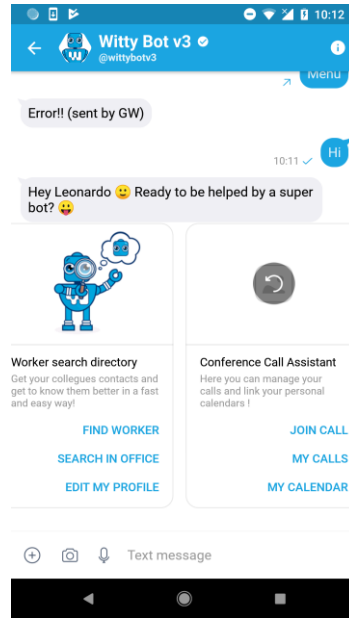 10:12
Witty Bot v3
@wittybotv3
Menu
Error!! (sent by GW)
Hi
10:11
Hey Leonardo 🙂 Ready to be helped by a super
bot? 😛
Worker search directory
Get your collegues contacts and
get to know them better in a fast
and easy way!
FIND WORKER
SEARCH IN OFFICE
EDIT MY PROFILE
Conference Call Assistant
Here you can manage your
calls and link your personal
calendars !
JOIN CALL
MY CALLS
MY CALENDAR
Text message